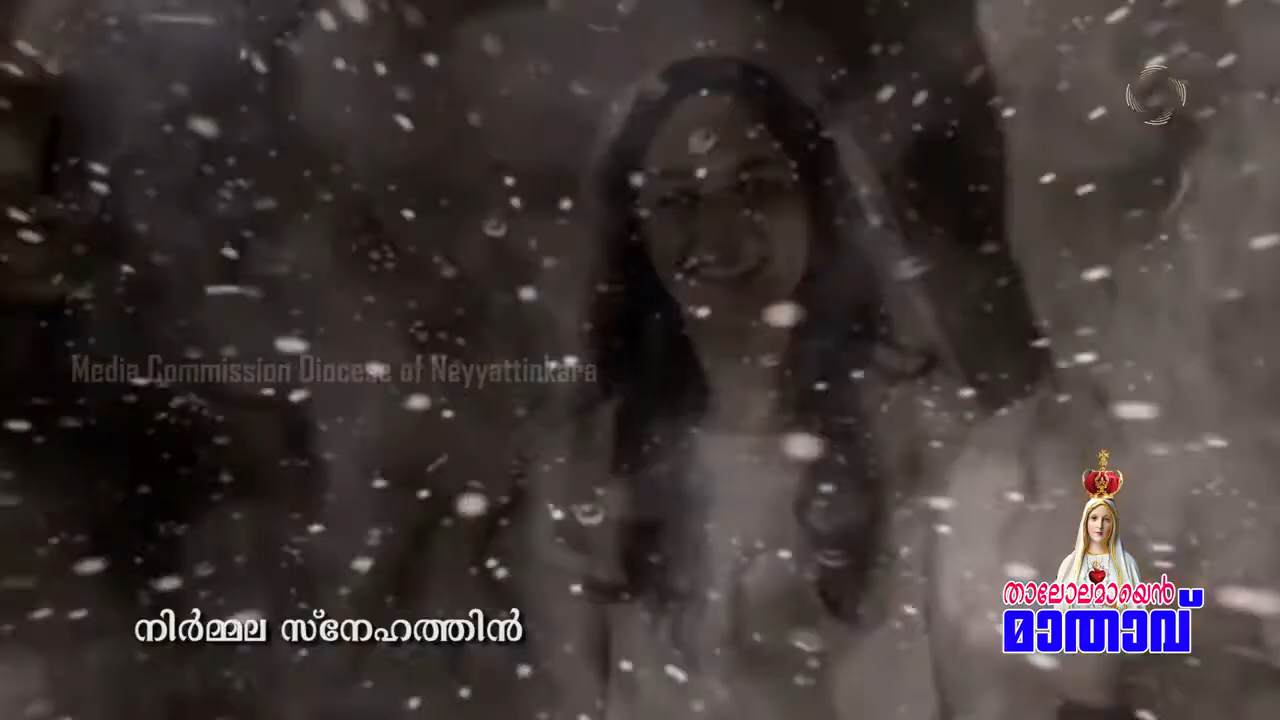 Media Commission Diocese of Neyyattinkara
നിർമ്മല സ്നേഹത്തിൻ
താലോലമായെൻ
മാതാവ്